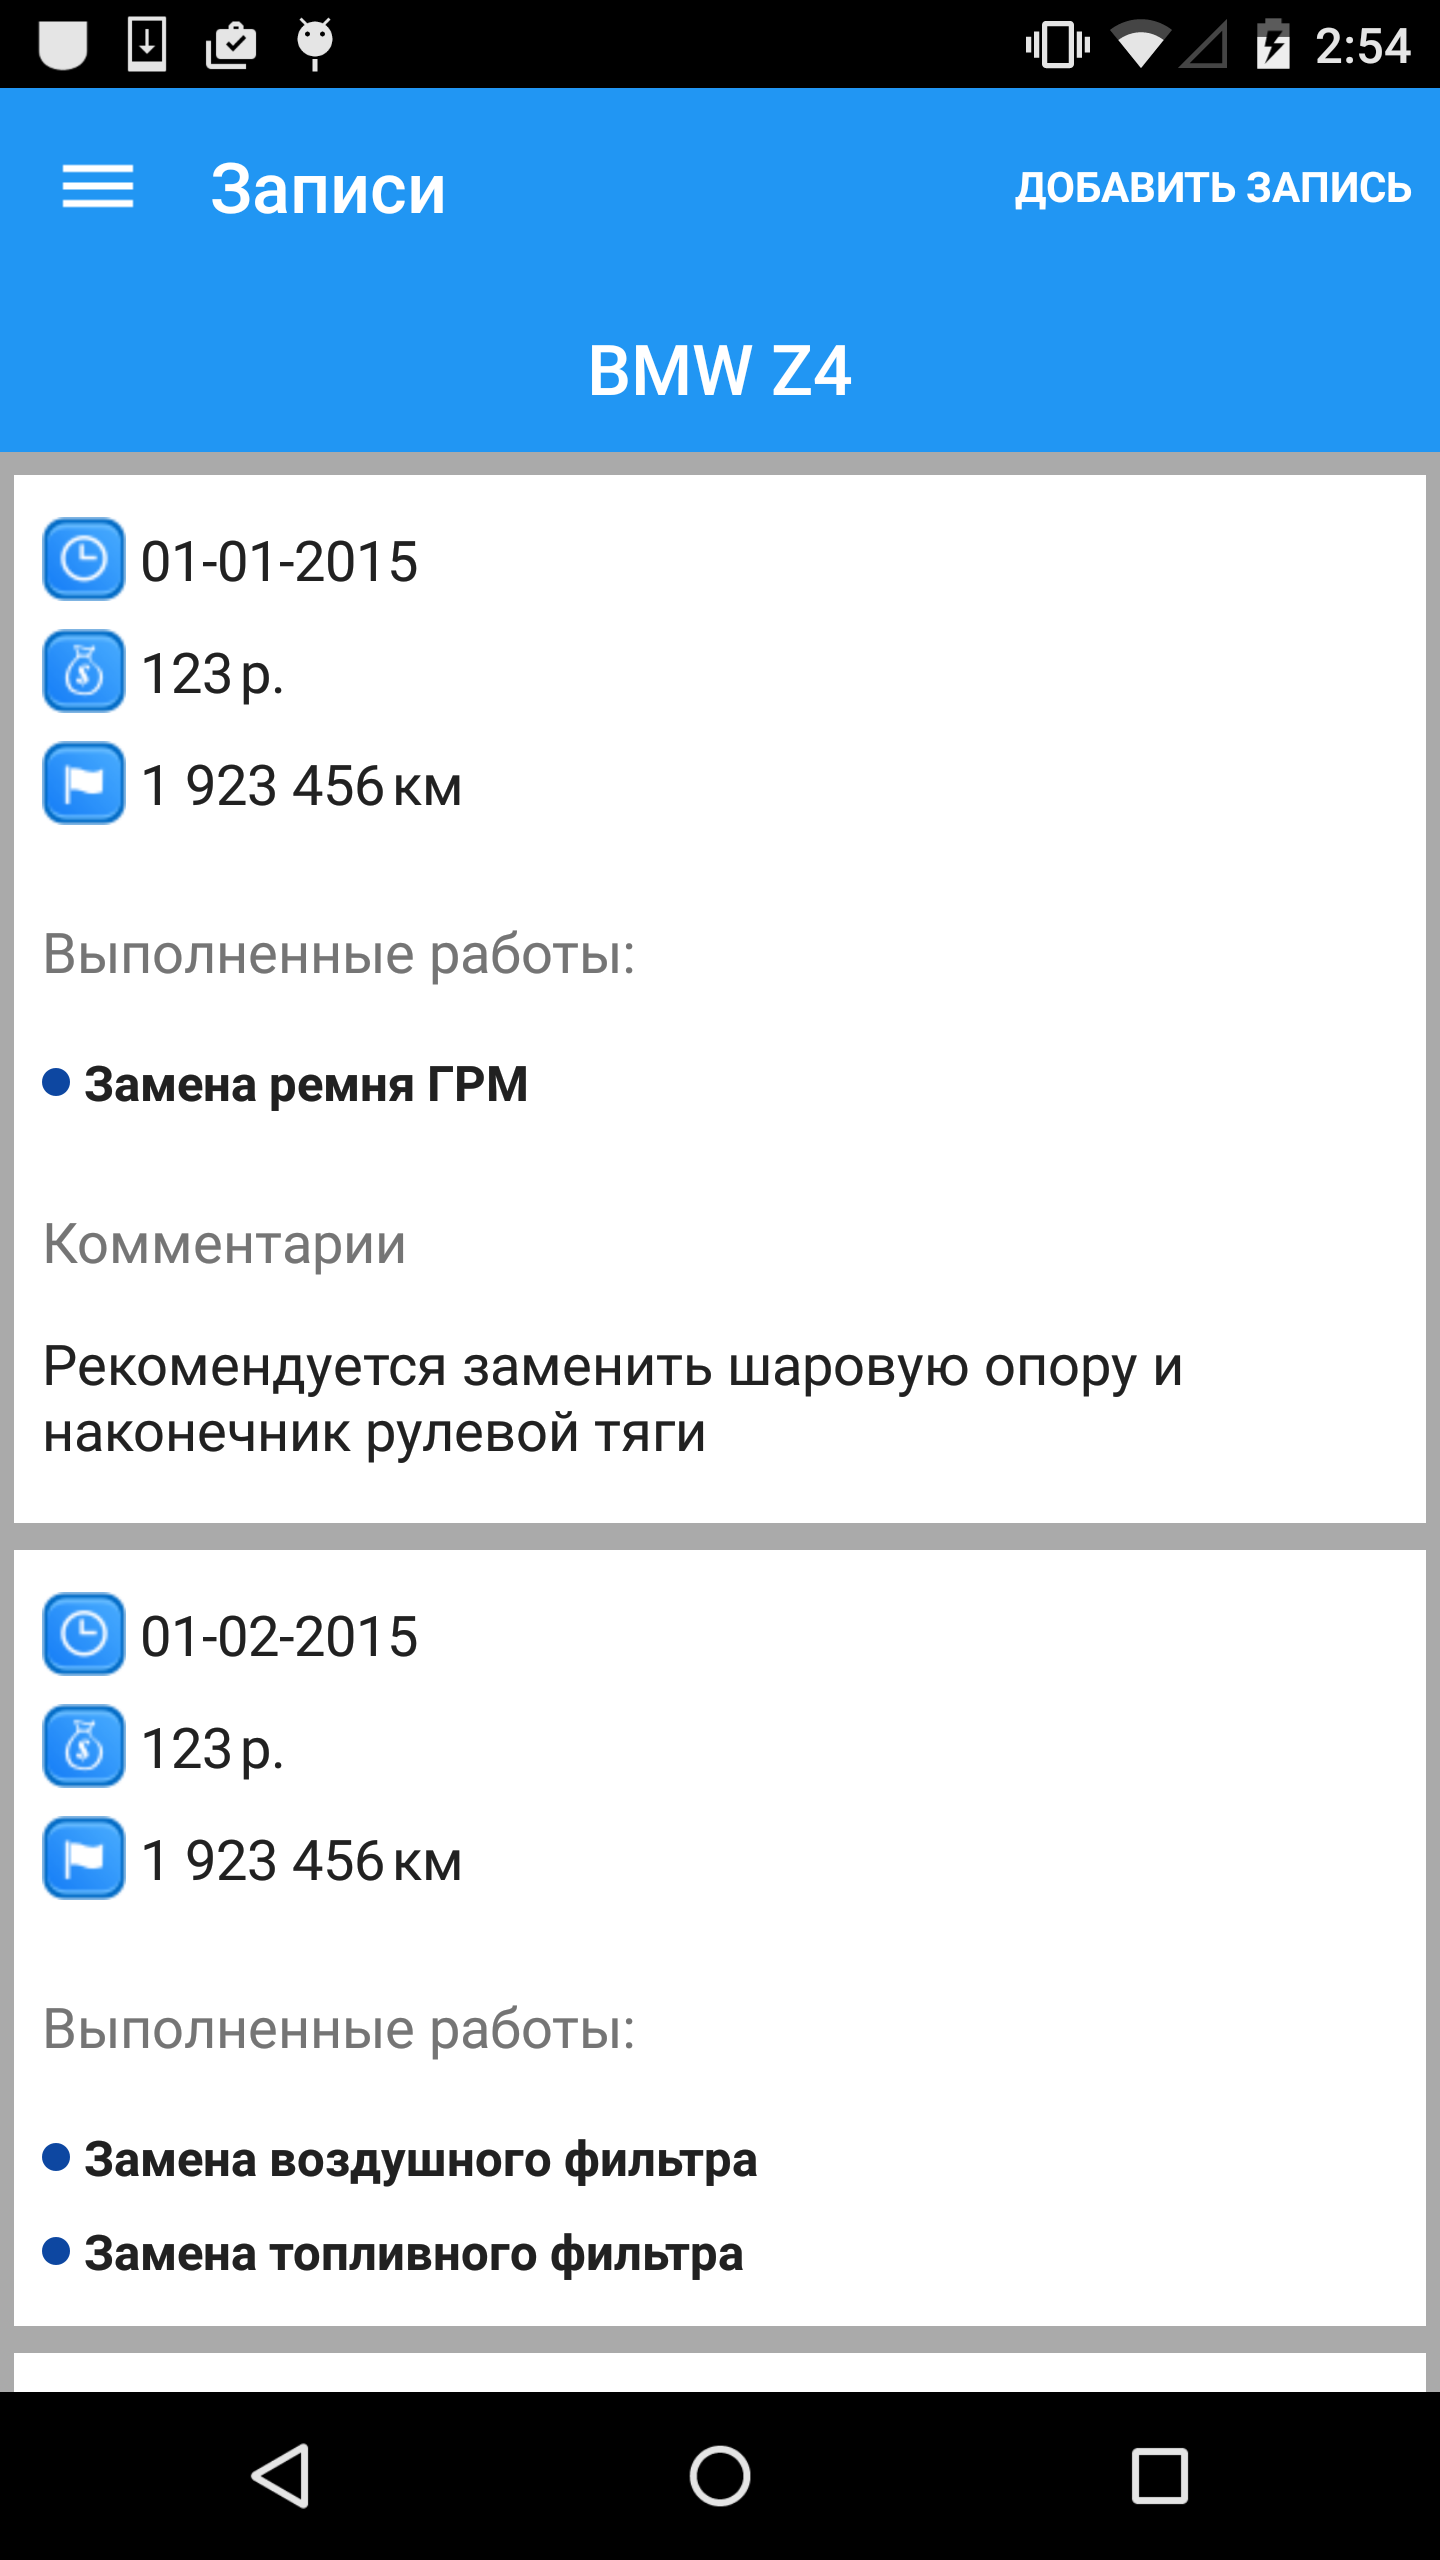 2:54
Записи
ДОБАВИТЬ ЗАПИСЬ
BMW Z4
01-01-2015
123 р.
1 923 456 км
Выполненные работы:
Замена ремня ГРМ
Комментарии
Рекомендуется заменить шаровую опору и
наконечник рулевой тяги
01-02-2015
123 р.
1 923 456 км
Выполненные работы:
Замена воздушного фильтра
Замена топливного фильтра